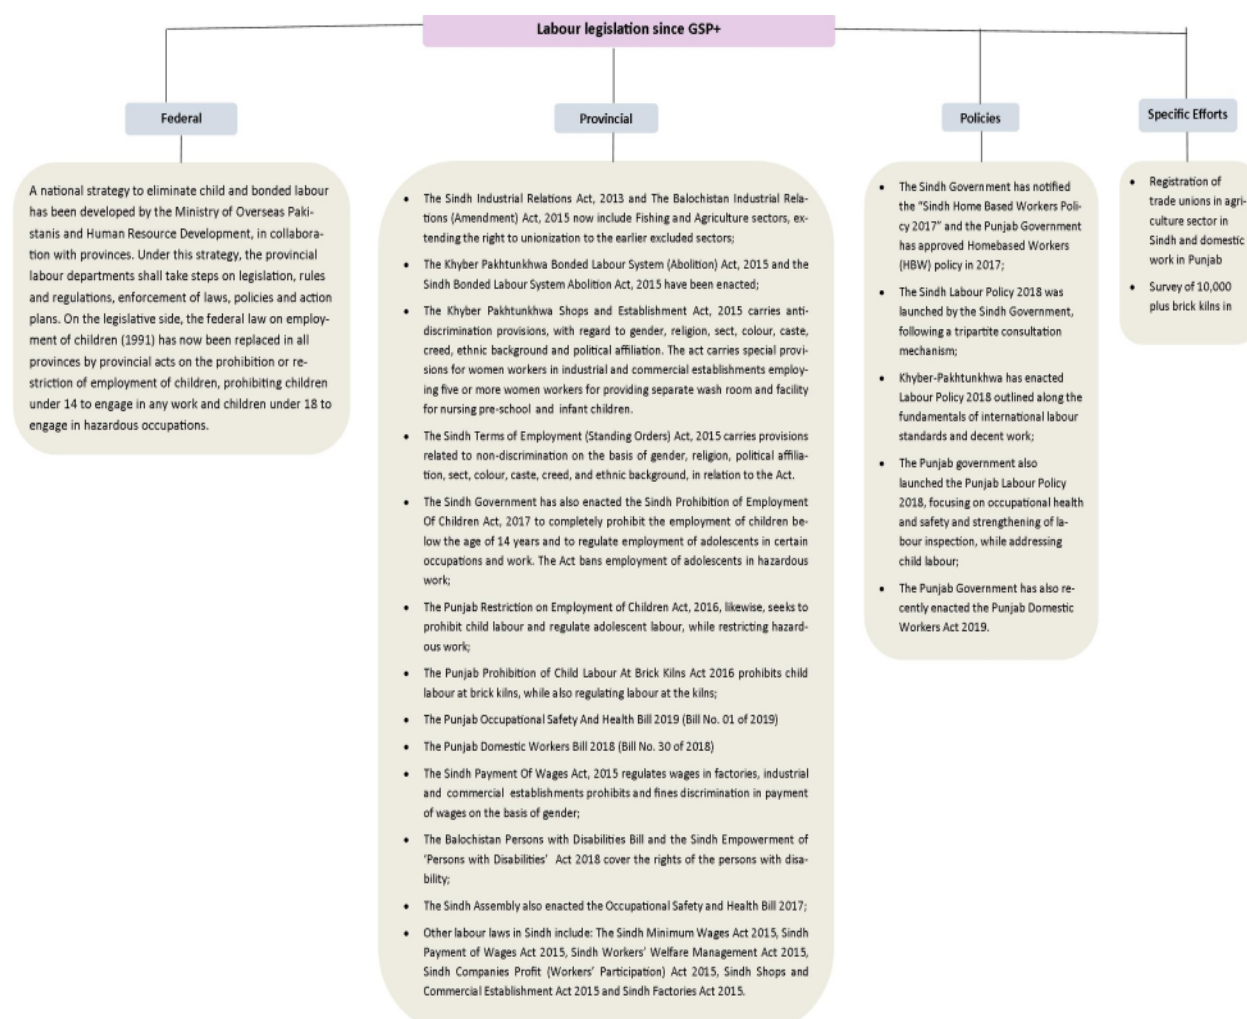 Labour legislation since GSP+
Federal
A national strategy to eliminate child and bonded labour
has been developed by the Ministry of Overseas Paki-
stanis and Human Resource Development, in collabora-
tion with provinces. Under this strategy, the provincial
labour departments shall take steps on legislation, rules
and regulations, enforcement of laws, policies and action
plans. On the legislative side, the federal law on employ-
ment of children (1991) has now been replaced in all
provinces by provincial acts on the prohibition or re-
striction of employment of children, prohibiting children
under 14 to engage in any work and children under 18 to
engage in hazardous occupations.
Provincial
• The Sindh Industrial Relations Act, 2013 and The Balochistan Industrial Rela-
tions (Amendment) Act, 2015 now include Fishing and Agriculture sectors, ex-
tending the right to unionization to the earlier excluded sectors;
• The Khyber Pakhtunkhwa Bonded Labour System (Abolition) Act, 2015 and the
Sindh Bonded Labour System Abolition Act, 2015 have been enacted;
• The Khyber Pakhtunkhwa Shops and Establishment Act, 2015 carries anti-
discrimination provisions, with regard to gender, religion, sect, colour, caste,
creed, ethnic background and political affiliation. The act carries special provi-
sions for women workers in industrial and commercial establishments employ-
ing five or more women workers for providing separate wash room and facility
for nursing pre-school and infant children.
• The Sindh Terms of Employment (Standing Orders) Act, 2015 carries provisions
related to non-discrimination on the basis of gender, religion, political affilia-
tion, sect, colour, caste, creed, and ethnic background, in relation to the Act.
• The Sindh Government has also enacted the Sindh Prohibition of Employment
Of Children Act, 2017 to completely prohibit the employment of children be-
low the age of 14 years and to regulate employment of adolescents in certain
occupations and work. The Act bans employment of adolescents in hazardous
work;
• The Punjab Restriction on Employment of Children Act, 2016, likewise, seeks to
prohibit child labour and regulate adolescent labour, while restricting hazard-
ous work;
• The Punjab Prohibition of Child Labour At Brick Kilns Act 2016 prohibits child
labour at brick kilns, while also regulating labour at the kilns;
• The Punjab Occupational Safety And Health Bill 2019 (Bill No. 01 of 2019)
• The Punjab Domestic Workers Bill 2018 (Bill No. 30 of 2018)
• The Sindh Payment Of Wages Act, 2015 regulates wages in factories, industrial
and commercial establishments prohibits and fines discrimination in payment
of wages on the basis of gender;
• The Balochistan Persons with Disabilities Bill and the Sindh Empowerment of
‘Persons with Disabilities’ Act 2018 cover the rights of the persons with disa-
bility;
• The Sindh Assembly also enacted the Occupational Safety and Health Bill 2017;
• Other labour laws in Sindh include: The Sindh Minimum Wages Act 2015, Sindh
Payment of Wages Act 2015, Sindh Workers’ Welfare Management Act 2015,
Sindh Companies Profit (Workers’ Participation) Act 2015, Sindh Shops and
Commercial Establishment Act 2015 and Sindh Factories Act 2015.
Policies
• The Sindh Government has notified
the “Sindh Home Based Workers Poli-
cy 2017” and the Punjab Government
has approved Homebased Workers
(HBW) policy in 2017;
• The Sindh Labour Policy 2018 was
launched by the Sindh Government,
following a tripartite consultation
mechanism;
• Khyber-Pakhtunkhwa has enacted
Labour Policy 2018 outlined along the
fundamentals of international labour
standards and decent work;
• The Punjab government also
launched the Punjab Labour Policy
2018, focusing on occupational health
and safety and strengthening of la-
bour inspection, while addressing
child labour;
• The Punjab Government has also re-
cently enacted the Punjab Domestic
Workers Act 2019.
Specific Efforts
• Registration of
trade unions in agri-
culture sector in
Sindh and domestic
work in Punjab
• Survey of 10,000
plus brick kilns in